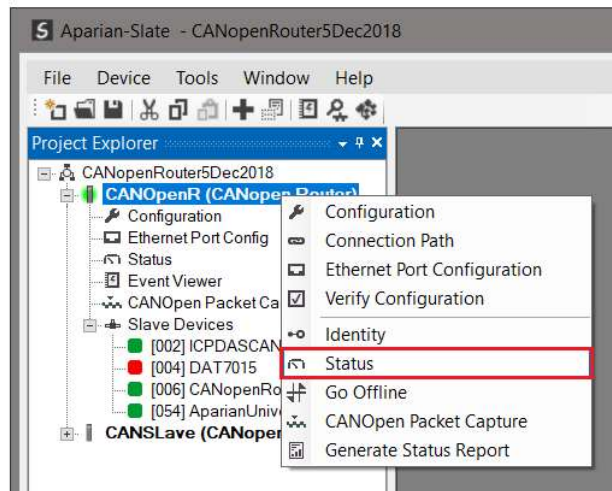 S Aparian-Slate - CANopenRouter5Dec2018
File Device Tools Window Help
Project Explorer
CANopenRouter5Dec2018
CANOpenR (CANopen Router)
Configuration
Ethernet Port Config
Status
Event Viewer
CANOpen Packet Ca
Slave Devices
[002] ICPDASCAN
[004] DAT7015
[006] CANopenRo
[054] AparianUniv
CANSLave (CANopen
Configuration
Connection Path
Ethernet Port Configuration
Verify Configuration
Identity
Status
Go Offline
CANOpen Packet Capture
Generate Status Report